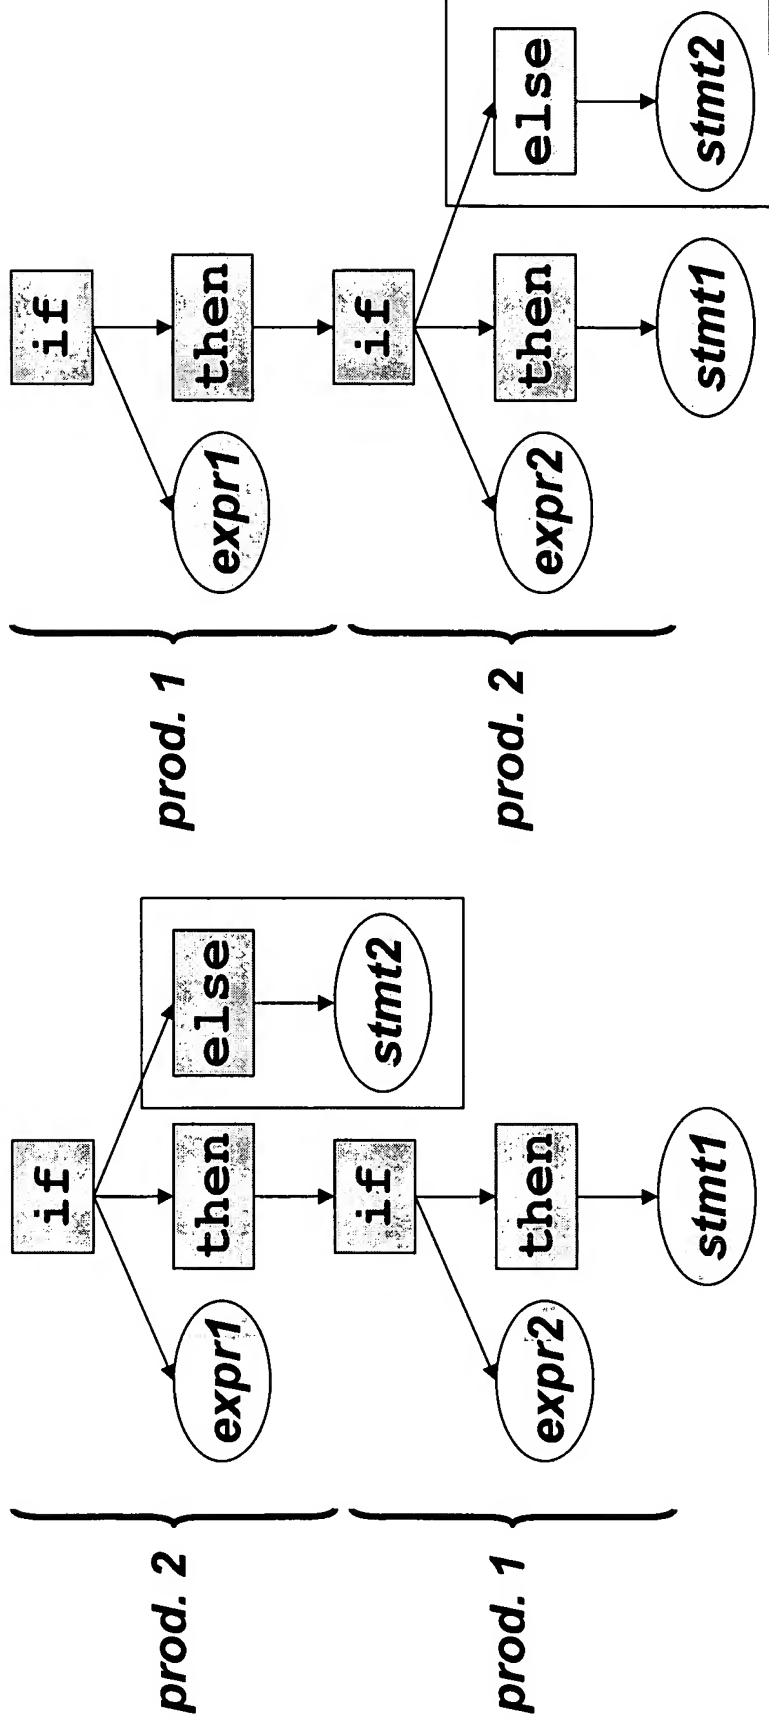 if
prod. 2
expr1
then
else
if
stmt2
prod. 1
expr2
then
stmt1
if
prod. 1
expr1
then
if
prod. 2
expr2
then
else
stmt1
stmt2